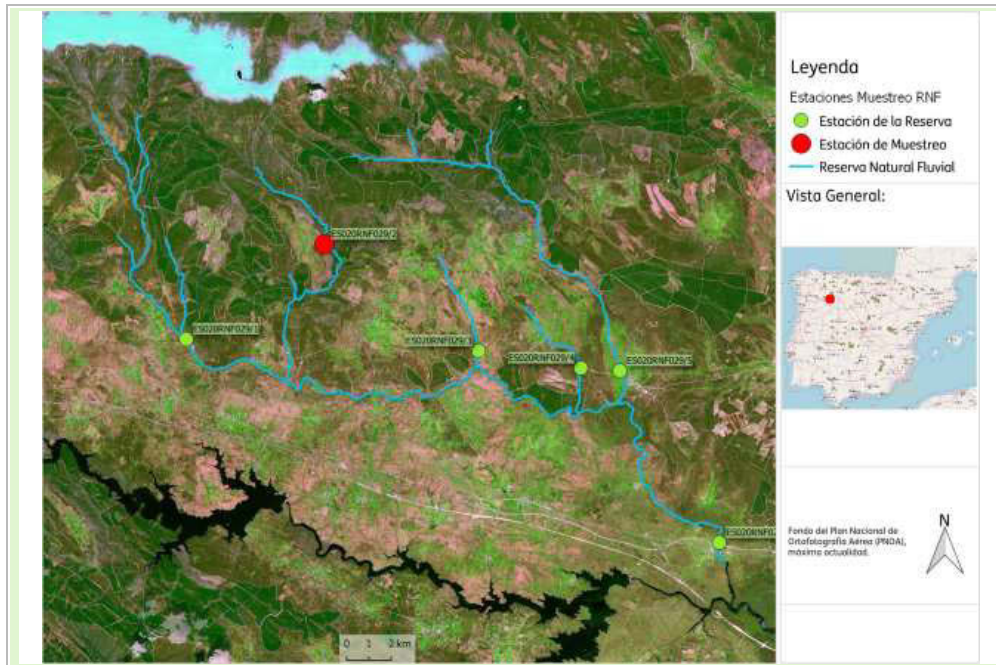 Leyenda
Estaciones Muestreo RNF
Estación de la Reserva
Estación de Muestreo
Reserva Natural Fluvial
Vista General:
ES020RNF029/2
ES020RNF029/1
ES020RNF029/3
ES020RNF029/4
ES020RNF029/5
ES020RNF02
N
Fondo del Plan Nacional de
Ortofotografía Aérea (PNOA),
máxima actualidad.
0 1 2 km